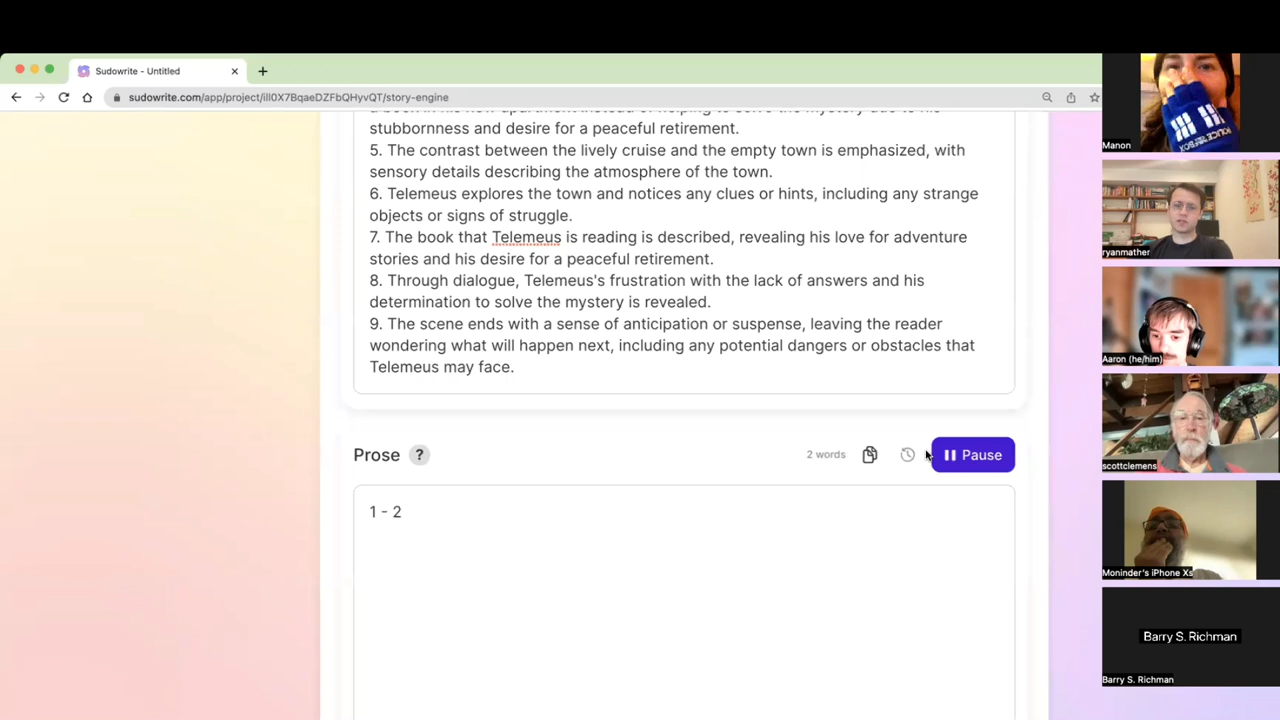 Sudowrite - Untitled
sudowrite.com/app/project/ilI0X7BqaeDZFbQHyvQT/story-engine
stubbornness and desire for a peaceful retirement.
5. The contrast between the lively cruise and the empty town is emphasized, with
sensory details describing the atmosphere of the town.
6. Telemeus explores the town and notices any clues or hints, including any strange
objects or signs of struggle.
7. The book that Telemeus is reading is described, revealing his love for adventure
stories and his desire for a peaceful retirement.
8. Through dialogue, Telemeus's frustration with the lack of answers and his
determination to solve the mystery is revealed.
9. The scene ends with a sense of anticipation or suspense, leaving the reader
wondering what will happen next, including any potential dangers or obstacles that
Telemeus may face.
Prose ?
2 words
Pause
1 - 2
POLICE
BOX
Manon
ryanmather
Aaron (he/him)
scottclemens
Moninder's iPhone Xs
Barry S. Richman
Barry S. Richman